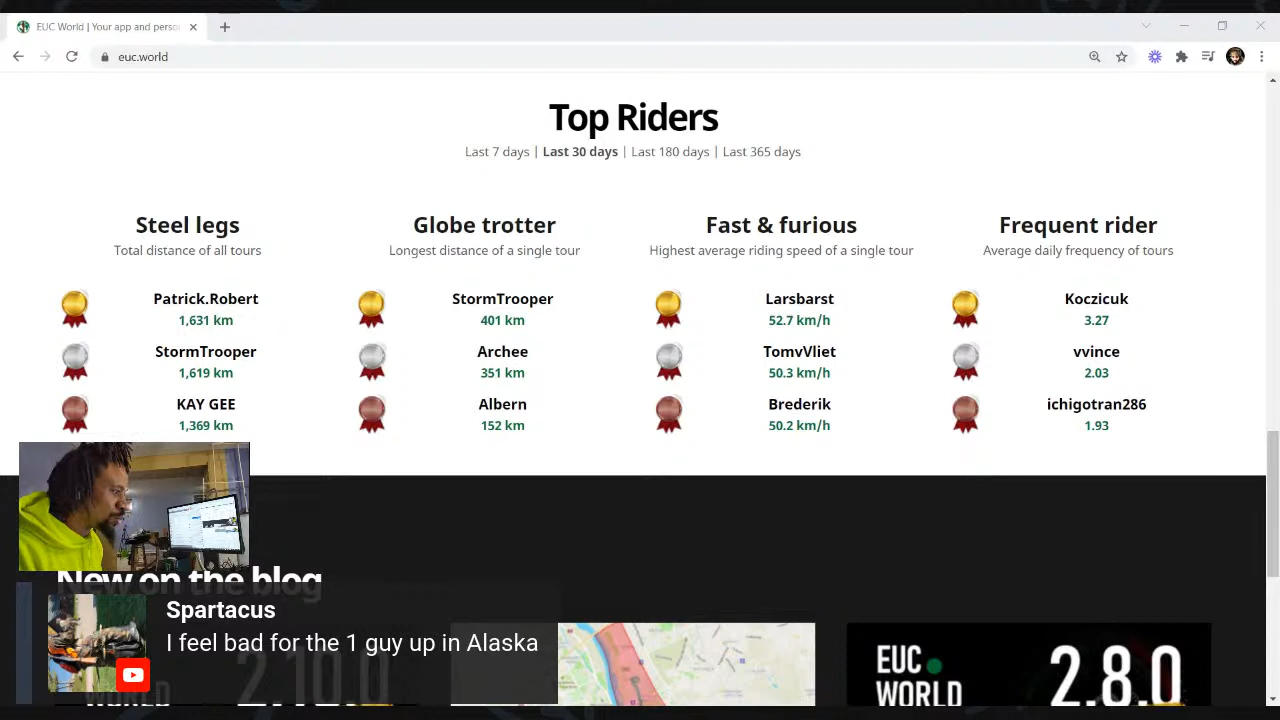 EUC World | Your app and perso
euc.world
Top Riders
Last 7 days | Last 30 days | Last 180 days | Last 365 days
Steel legs
Total distance of all tours
Patrick.Robert
1,631 km
StormTrooper
1,619 km
KAY GEE
1,369 km
Globe trotter
Longest distance of a single tour
StormTrooper
401 km
Archee
351 km
Albern
152 km
Fast & furious
Highest average riding speed of a single tour
Larsbarst
52.7 km/h
TomvVliet
50.3 km/h
Brederik
50.2 km/h
Frequent rider
Average daily frequency of tours
Koczicuk
3.27
vvince
2.03
ichigotran286
1.93
New on the blog
Spartacus
I feel bad for the 1 guy up in Alaska
WORLD
2.10.0
EUC
WORLD
2.8.0